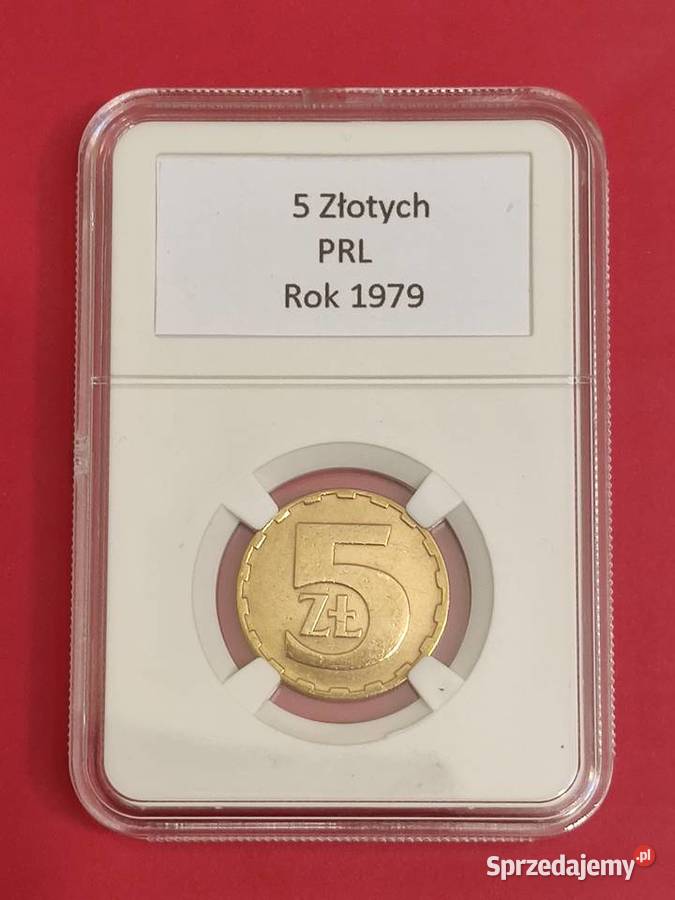 5 Złotych
PRL
Rok 1979
5
ZŁ
Sprzedajemy.pl